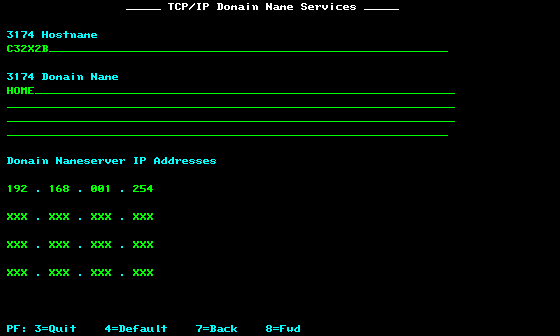 _____ TCP/IP Domain Name Services _____
3174 Hostname
C32X2B
3174 Domain Name
HOME
Domain Nameserver IP Addresses
192 . 168 . 001 . 254
XXX . XXX . XXX . XXX
XXX . XXX . XXX . XXX
XXX . XXX . XXX . XXX
PF: 3=Quit 4=Default 7=Back 8=Fwd